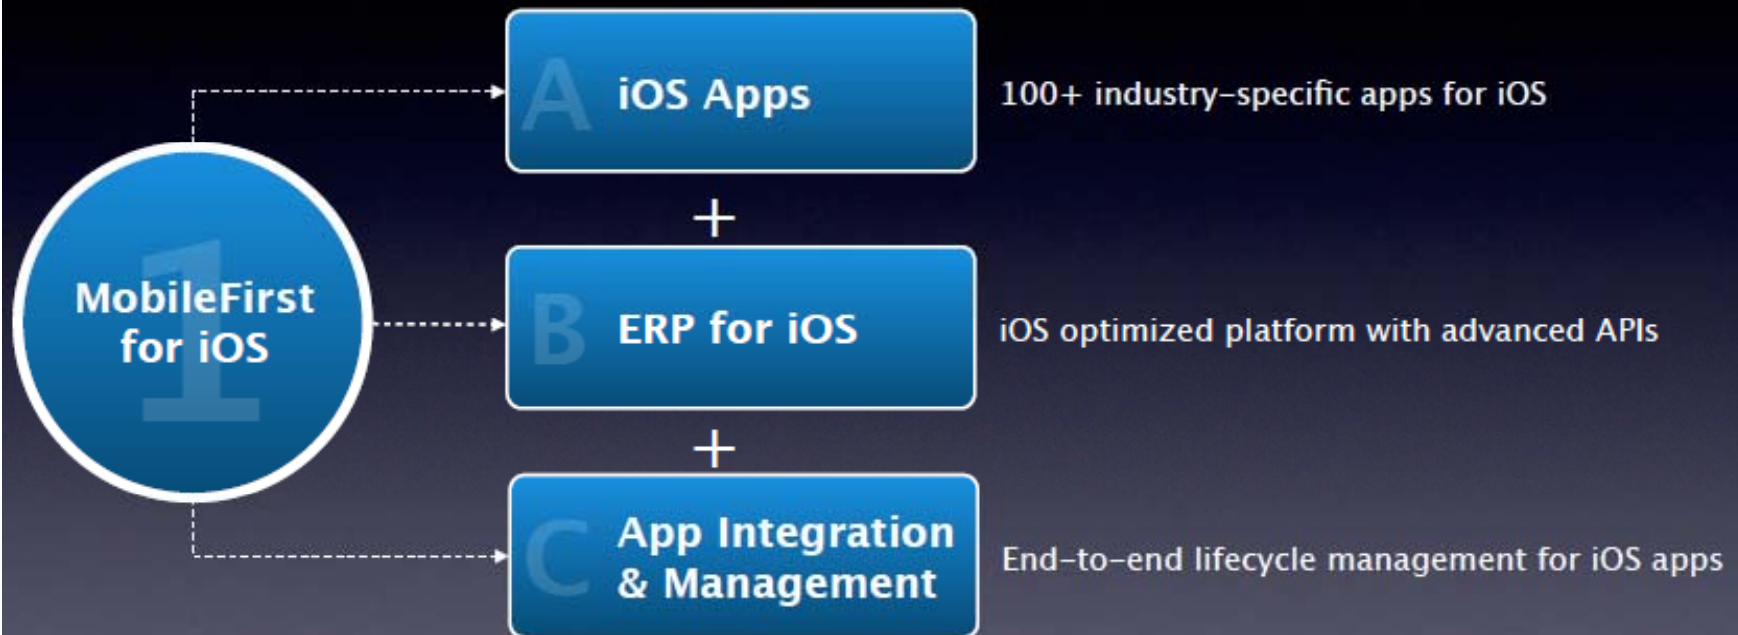 1
MobileFirst
for iOS
A
iOS Apps
100+ industry-specific apps for iOS
+
B
ERP for iOS
iOS optimized platform with advanced APIs
+
C
App Integration
& Management
End-to-end lifecycle management for iOS apps